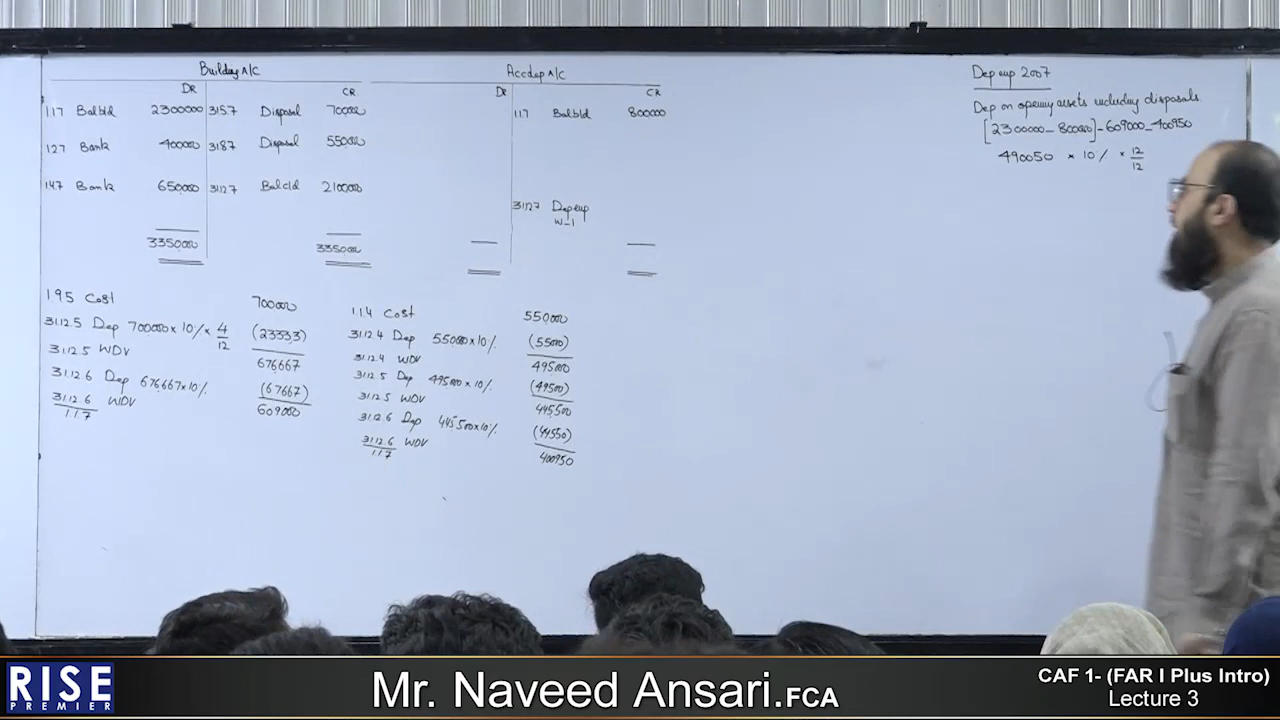 Building A/C
DR CR
1.1.7 Bal b/d 2300000 31.5.7 Disposal 700000
1.2.7 Bank 400000 31.8.7 Disposal 550000
1.4.7 Bank 650000 31.12.7 Bal c/d 2100000
3350000 3350000
Acc dep A/C
DR CR
1.1.7 Bal b/d 800000
31.12.7 Dep exp
W-1
Dep exp 2007
Dep on opening assets including disposals
[2300000 - 800000] - 609000 - 400950
490050 × 10% × 12/12
1.9.5 Cost 700000
31.12.5 Dep 700000 × 10% × 4/12 (23333)
31.12.5 WDV 676667
31.12.6 Dep 676,667 × 10% (67667)
31.12.6 WDV 609000
1.1.7
1.1.4 Cost 550000
31.12.4 Dep 550000 × 10% (55000)
31.12.4 WDV 495000
31.12.5 Dep 495000 × 10% (49500)
31.12.5 WDV 445500
31.12.6 Dep 445500 × 10% (44550)
31.12.6 WDV 400950
1.1.7
RISE
PREMIER
Mr. Naveed Ansari.FCA
CAF 1- (FAR I Plus Intro)
Lecture 3